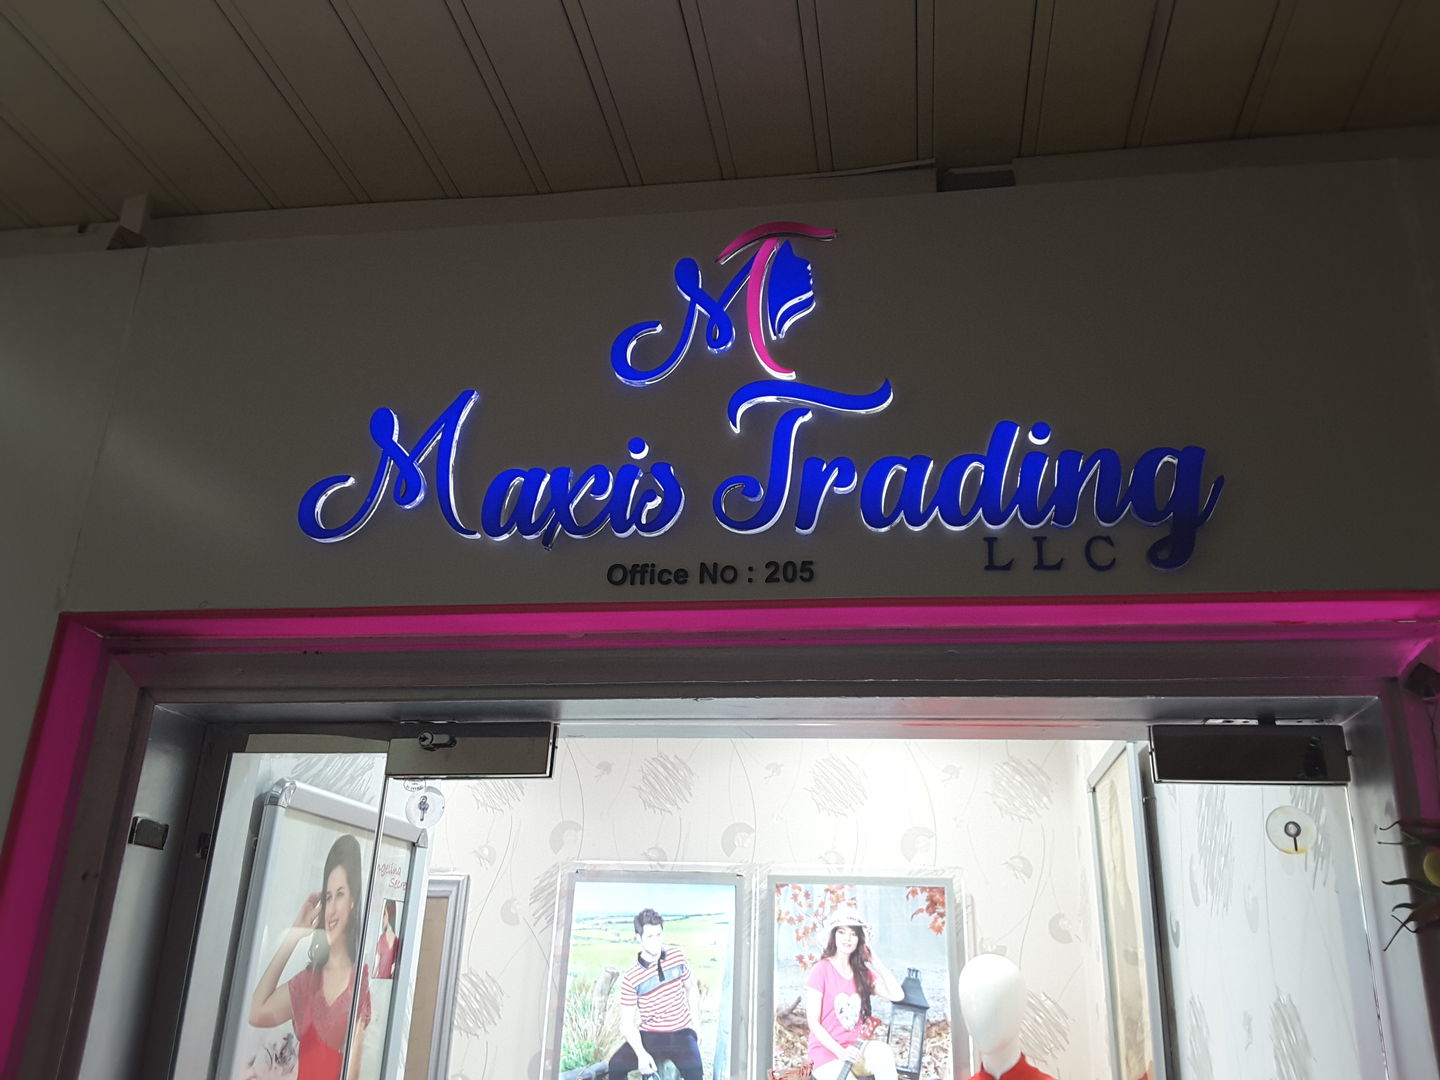 MT
Maxis Trading
LLC
Office No : 205